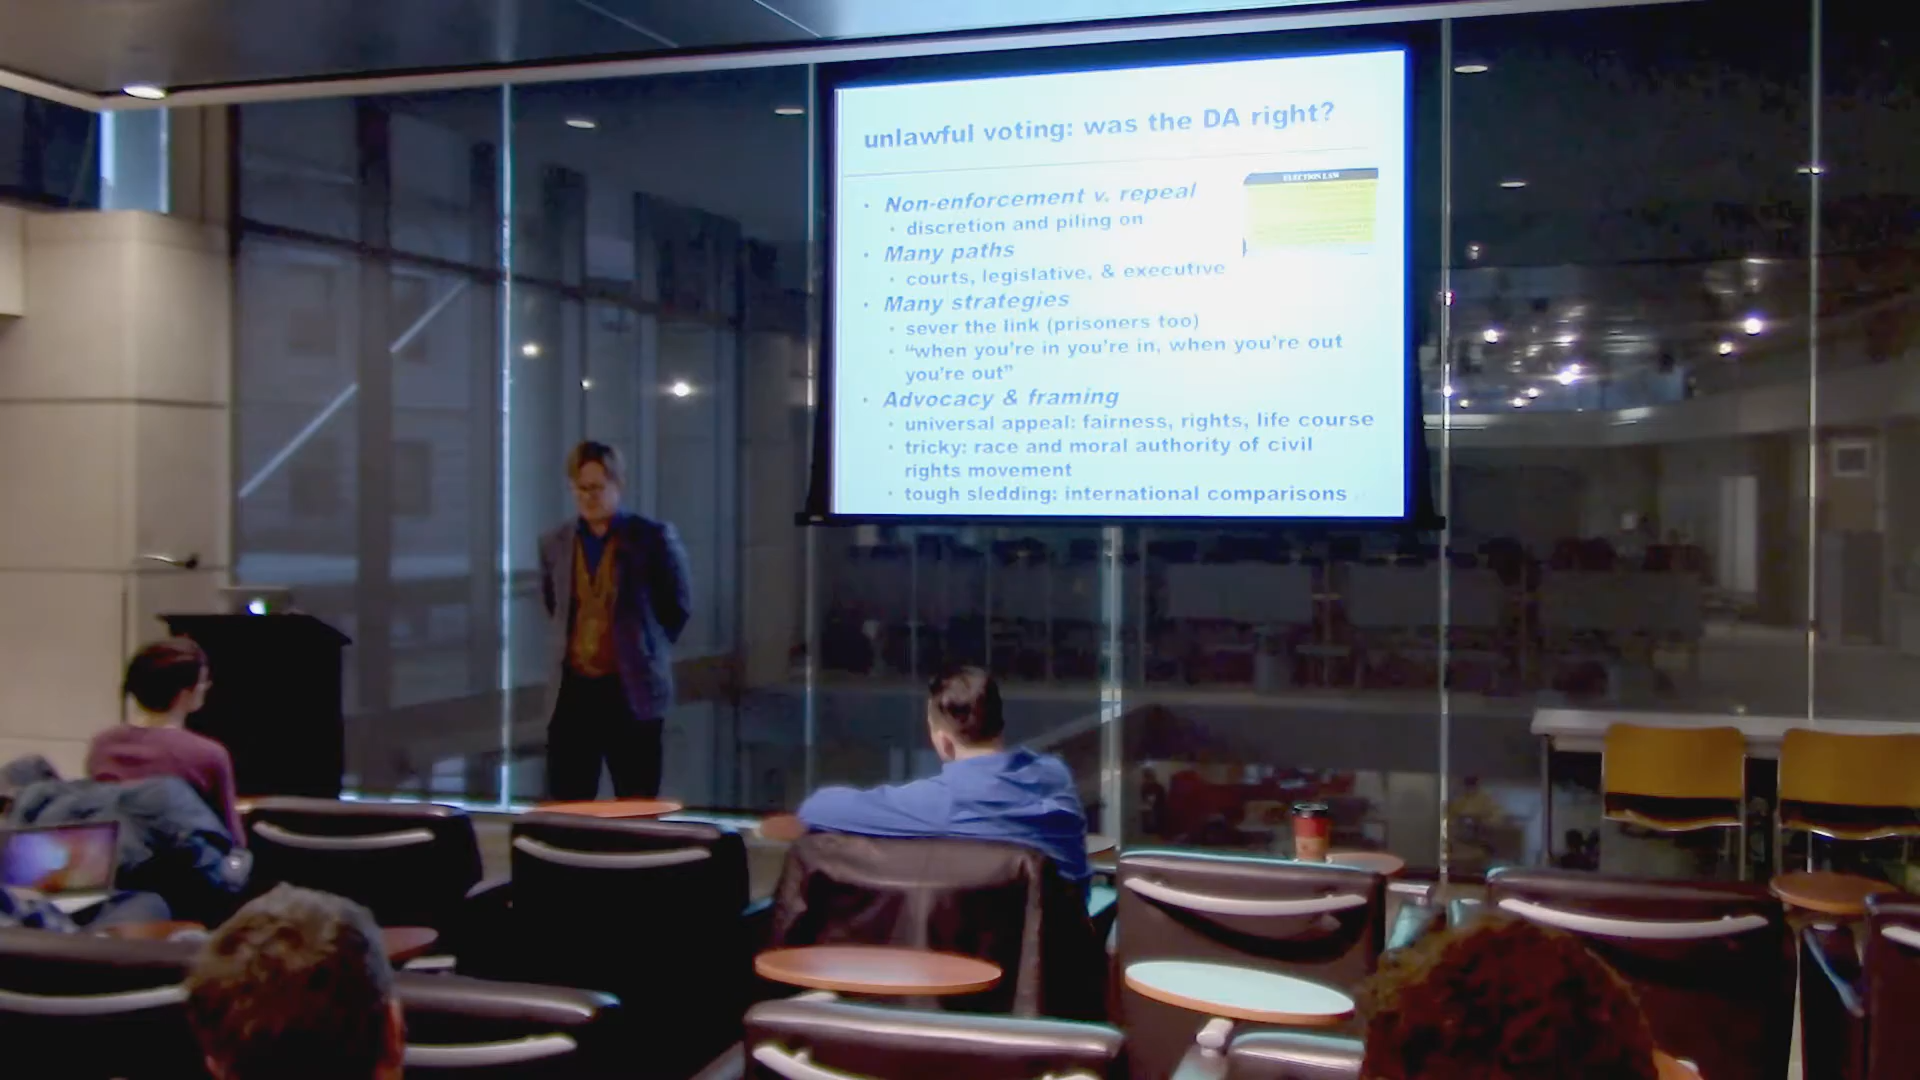 unlawful voting: was the DA right?
ELECTION LAW
• Non-enforcement v. repeal
• discretion and piling on
• Many paths
• courts, legislative, & executive
• Many strategies
• sever the link (prisoners too)
• “when you’re in you’re in, when you’re out
you’re out”
• Advocacy & framing
• universal appeal: fairness, rights, life course
• tricky: race and moral authority of civil
rights movement
• tough sledding: international comparisons